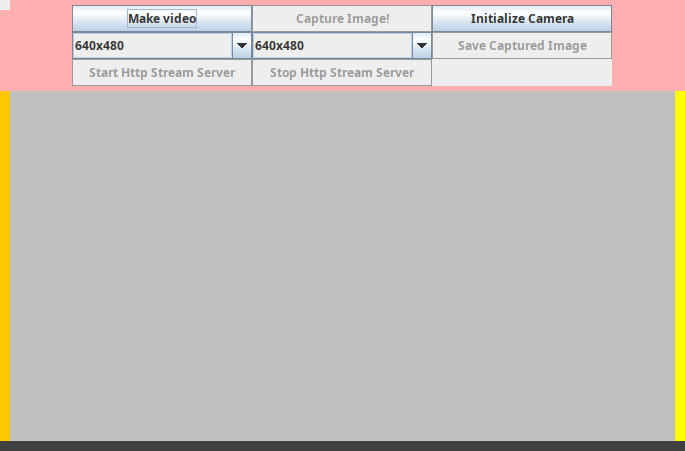 Make video Capture Image! Initialize Camera
640x480 640x480 Save Captured Image
Start Http Stream Server Stop Http Stream Server